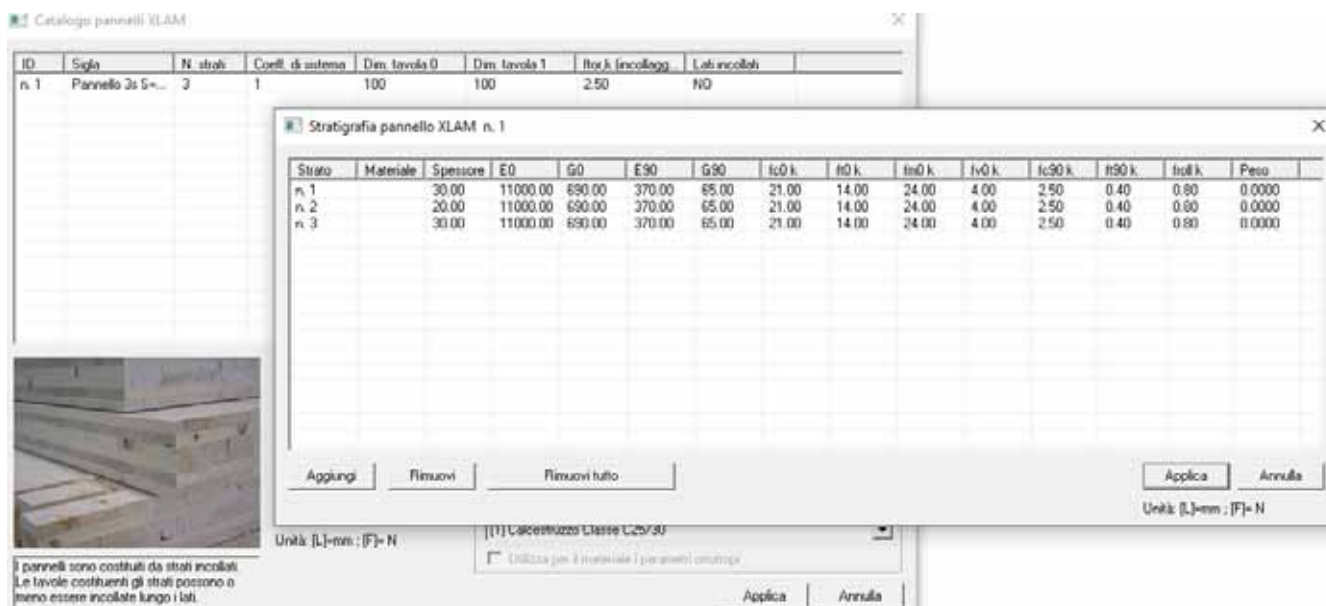 Catalogo pannelli XLAM
ID Sigla N. strati Coeff. di sistema Dim. tavola 0 Dim. tavola 1 ftor,k (incollagg... Lati incollati
n. 1 Pannello 3s S=... 3 1 100 100 2.50 NO
Stratigrafia pannello XLAM n. 1
Strato Materiale Spessore E0 G0 E90 G90 fc0 k ft0 k fm0 k fv0 k fc90 k ft90 k froll k Peso
n. 1 30.00 11000.00 690.00 370.00 65.00 21.00 14.00 24.00 4.00 2.50 0.40 0.80 0.0000
n. 2 20.00 11000.00 690.00 370.00 65.00 21.00 14.00 24.00 4.00 2.50 0.40 0.80 0.0000
n. 3 30.00 11000.00 690.00 370.00 65.00 21.00 14.00 24.00 4.00 2.50 0.40 0.80 0.0000
Aggiungi Rimuovi Rimuovi tutto Applica Annulla
Unità: [L]=mm ; [F]= N
[1] Calcestruzzo Classe C25/30
Unità: [L]=mm ; [F]= N
Utilizza per il materiale i parametri ortotropi
I pannelli sono costituiti da strati incollati.
Le tavole costituenti gli strati possono o
meno essere incollate lungo i lati.
Applica Annulla